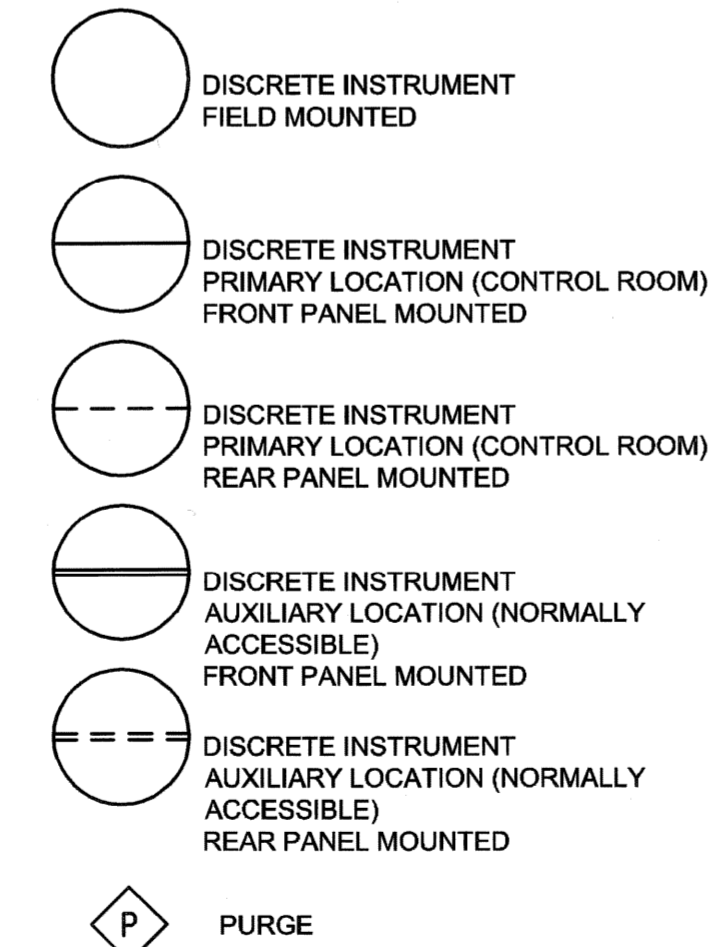 DISCRETE INSTRUMENT
FIELD MOUNTED
DISCRETE INSTRUMENT
PRIMARY LOCATION (CONTROL ROOM)
FRONT PANEL MOUNTED
DISCRETE INSTRUMENT
PRIMARY LOCATION (CONTROL ROOM)
REAR PANEL MOUNTED
DISCRETE INSTRUMENT
AUXILIARY LOCATION (NORMALLY
ACCESSIBLE)
FRONT PANEL MOUNTED
DISCRETE INSTRUMENT
AUXILIARY LOCATION (NORMALLY
ACCESSIBLE)
REAR PANEL MOUNTED
P PURGE